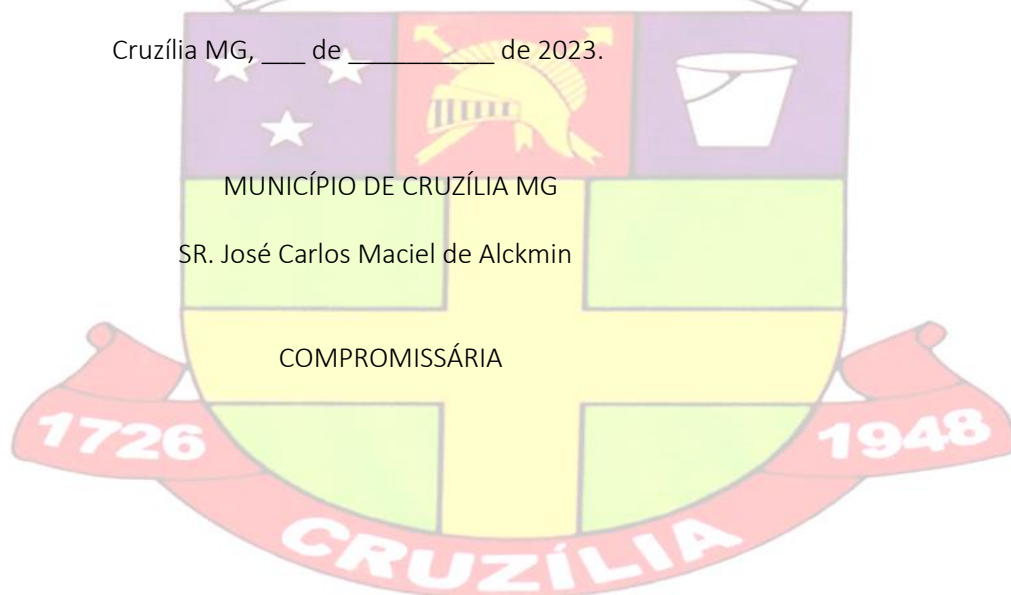 Cruzília MG, ___ de __________ de 2023.
MUNICÍPIO DE CRUZÍLIA MG
SR. José Carlos Maciel de Alckmin
COMPROMISSÁRIA
1726
1948
CRUZÍLIA